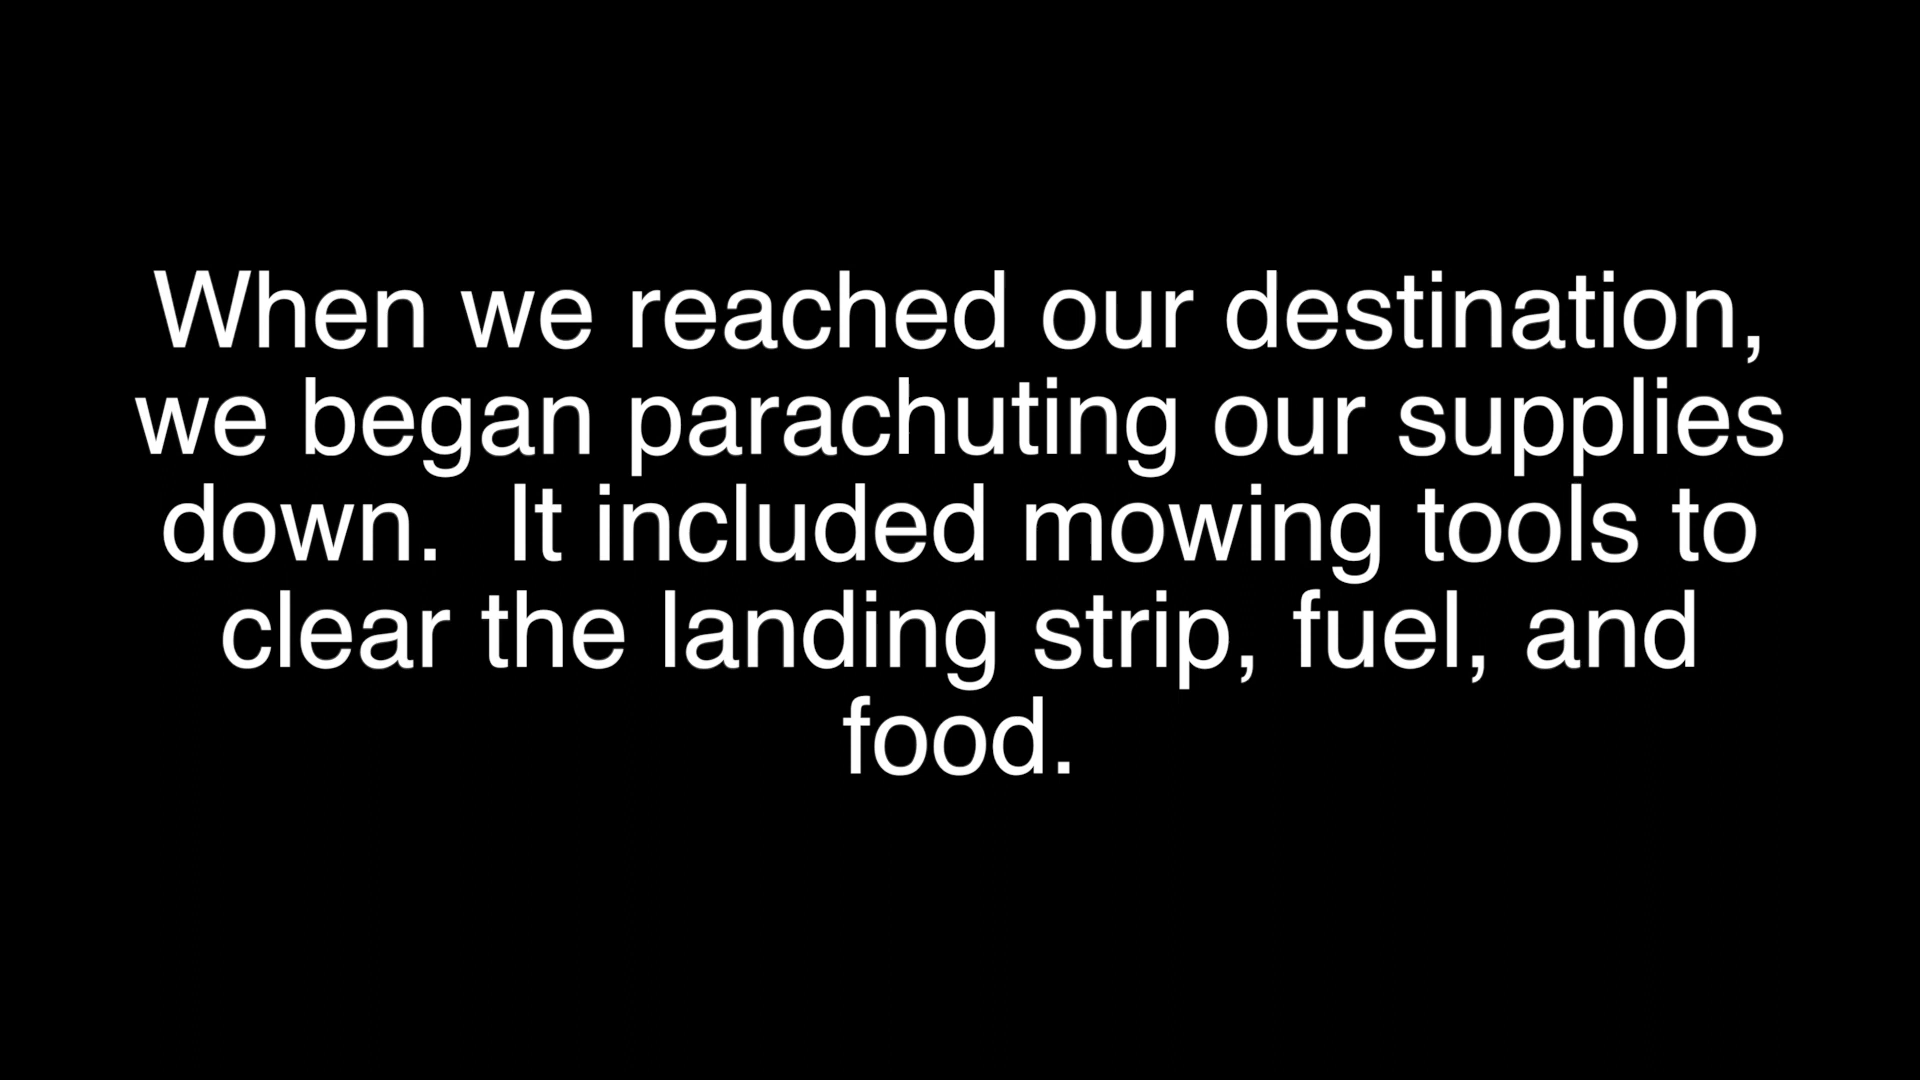 When we reached our destination,
we began parachuting our supplies
down.  It included mowing tools to
clear the landing strip, fuel, and
food.